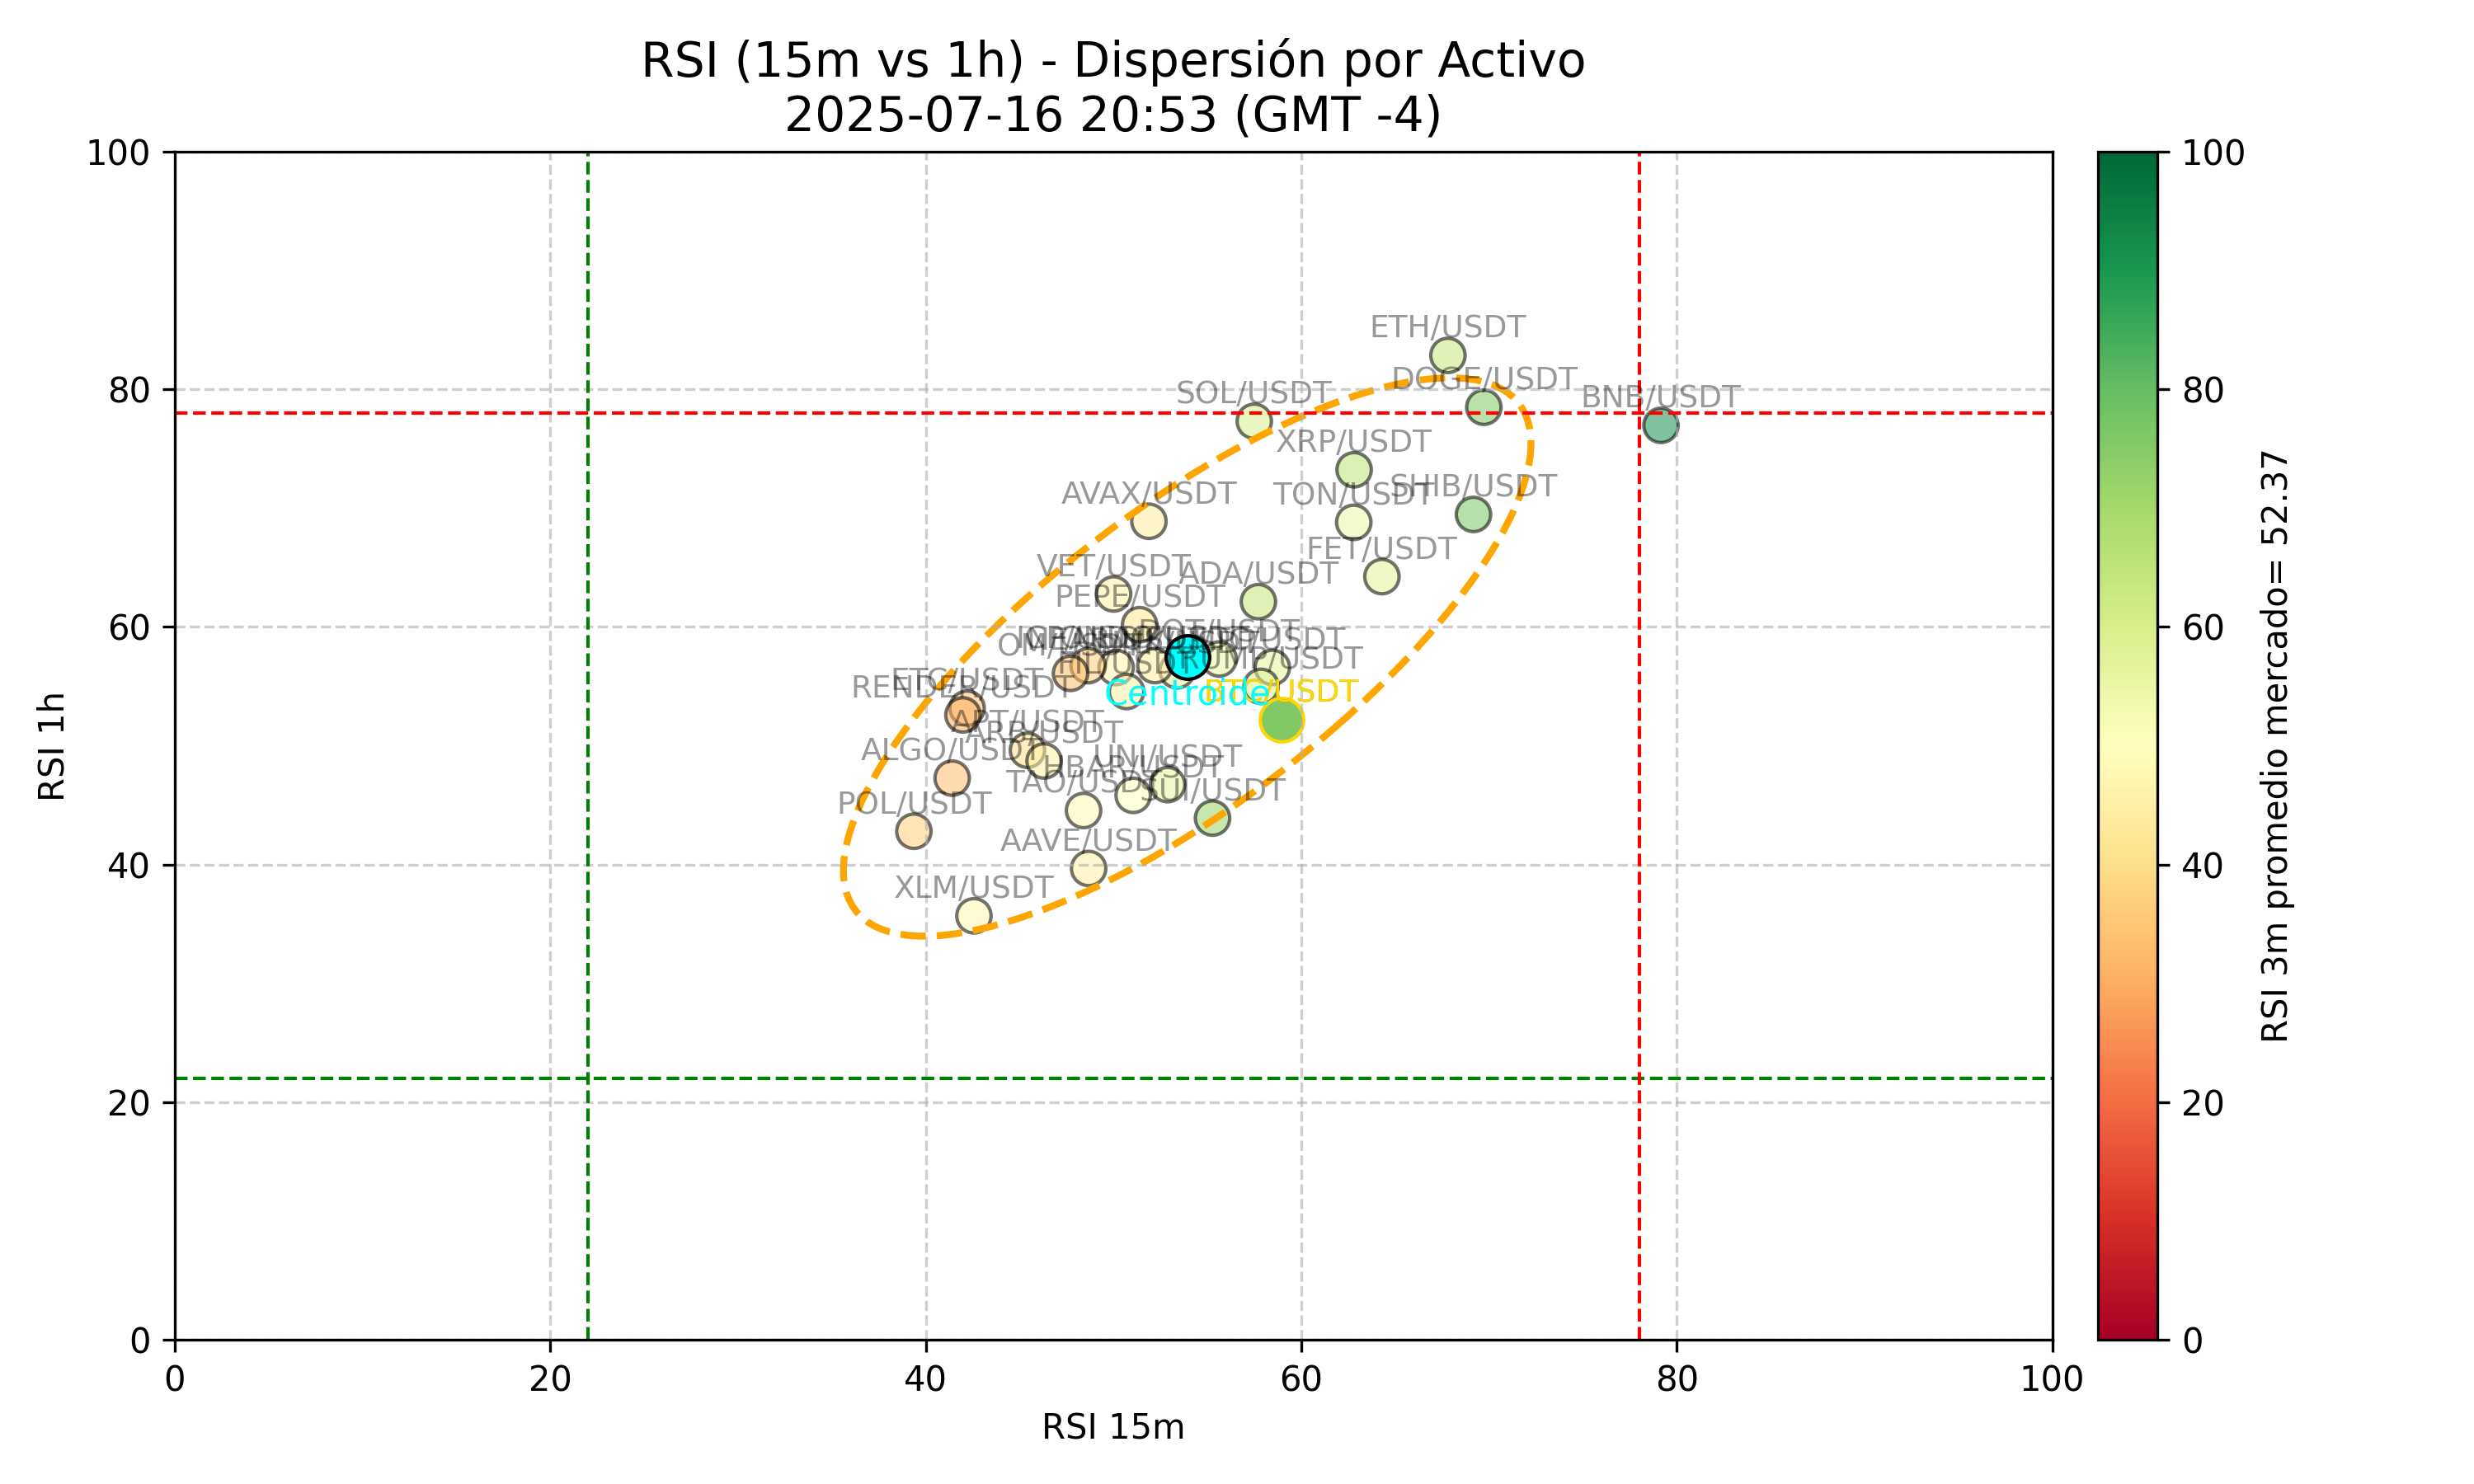 RSI (15m vs 1h) - Dispersión por Activo
2025-07-16 20:53 (GMT -4)
100
80
60
40
20
0
RSI 1h
0
20
40
60
80
100
RSI 15m
ETH/USDT
DOGE/USDT
SOL/USDT
BNB/USDT
XRP/USDT
AVAX/USDT
TON/USDT
SHIB/USDT
FET/USDT
VET/USDT
ADA/USDT
PEPE/USDT
DOT/USDT
Centroide
BTC/USDT
ETC/USDT
RENDER/USDT
APT/USDT
ARB/USDT
ALGO/USDT
UNI/USDT
HBAR/USDT
TAO/USDT
SUI/USDT
POL/USDT
AAVE/USDT
XLM/USDT
100
80
60
40
20
0
RSI 3m promedio mercado= 52.37